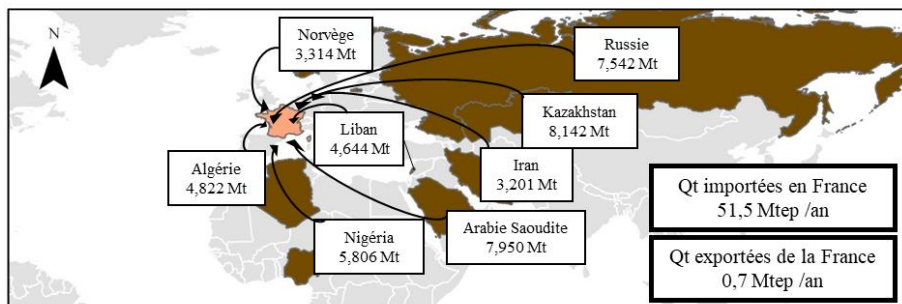 N
Norvège
3,314 Mt
Russie
7,542 Mt
Kazakhstan
8,142 Mt
Liban
4,644 Mt
Algérie
4,822 Mt
Iran
3,201 Mt
Nigéria
5,806 Mt
Arabie Saoudite
7,950 Mt
Qt importées en France
51,5 Mtep /an
Qt exportées de la France
0,7 Mtep /an